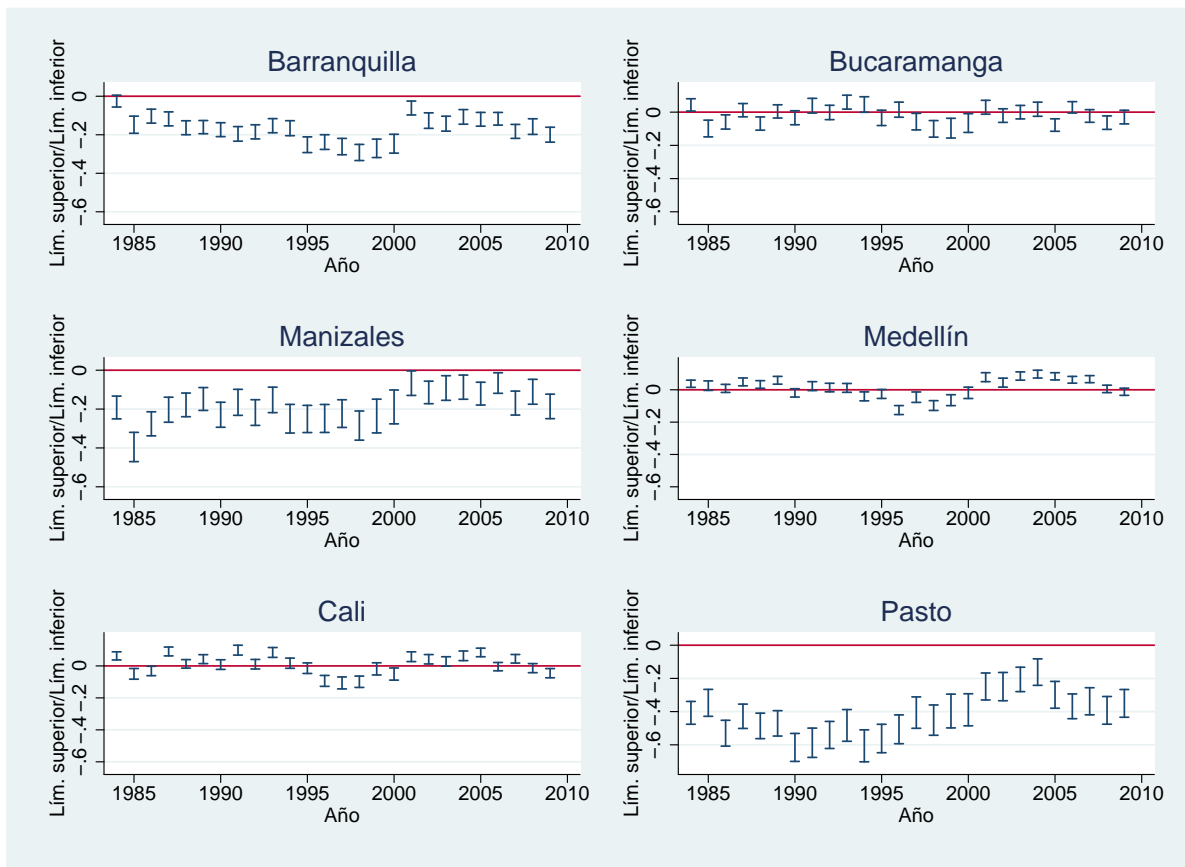 Barranquilla
Lím. superior/Lím. inferior
0
−.2
−.4
−.6
1985 1990 1995 2000 2005 2010
Año
Bucaramanga
Lím. superior/Lím. inferior
0
−.2
−.4
−.6
1985 1990 1995 2000 2005 2010
Año
Manizales
Lím. superior/Lím. inferior
0
−.2
−.4
−.6
1985 1990 1995 2000 2005 2010
Año
Medellín
Lím. superior/Lím. inferior
0
−.2
−.4
−.6
1985 1990 1995 2000 2005 2010
Año
Cali
Lím. superior/Lím. inferior
0
−.2
−.4
−.6
1985 1990 1995 2000 2005 2010
Año
Pasto
Lím. superior/Lím. inferior
0
−.2
−.4
−.6
1985 1990 1995 2000 2005 2010
Año